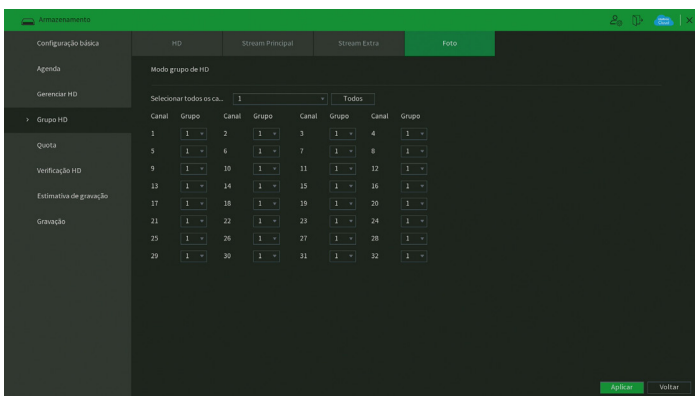 Armazenamento
Configuração básica
HD
Stream Principal
Stream Extra
Foto
Agenda
Modo grupo de HD
Gerenciar HD
Selecionar todos os ca... 1 Todos
Canal Grupo Canal Grupo Canal Grupo Canal Grupo
Grupo HD
1 1 2 1 3 1 4 1
Quota
5 1 6 1 7 1 8 1
Verificação HD
9 1 10 1 11 1 12 1
13 1 14 1 15 1 16 1
Estimativa de gravação
17 1 18 1 19 1 20 1
Gravação
21 1 22 1 23 1 24 1
25 1 26 1 27 1 28 1
29 1 30 1 31 1 32 1
Aplicar Voltar